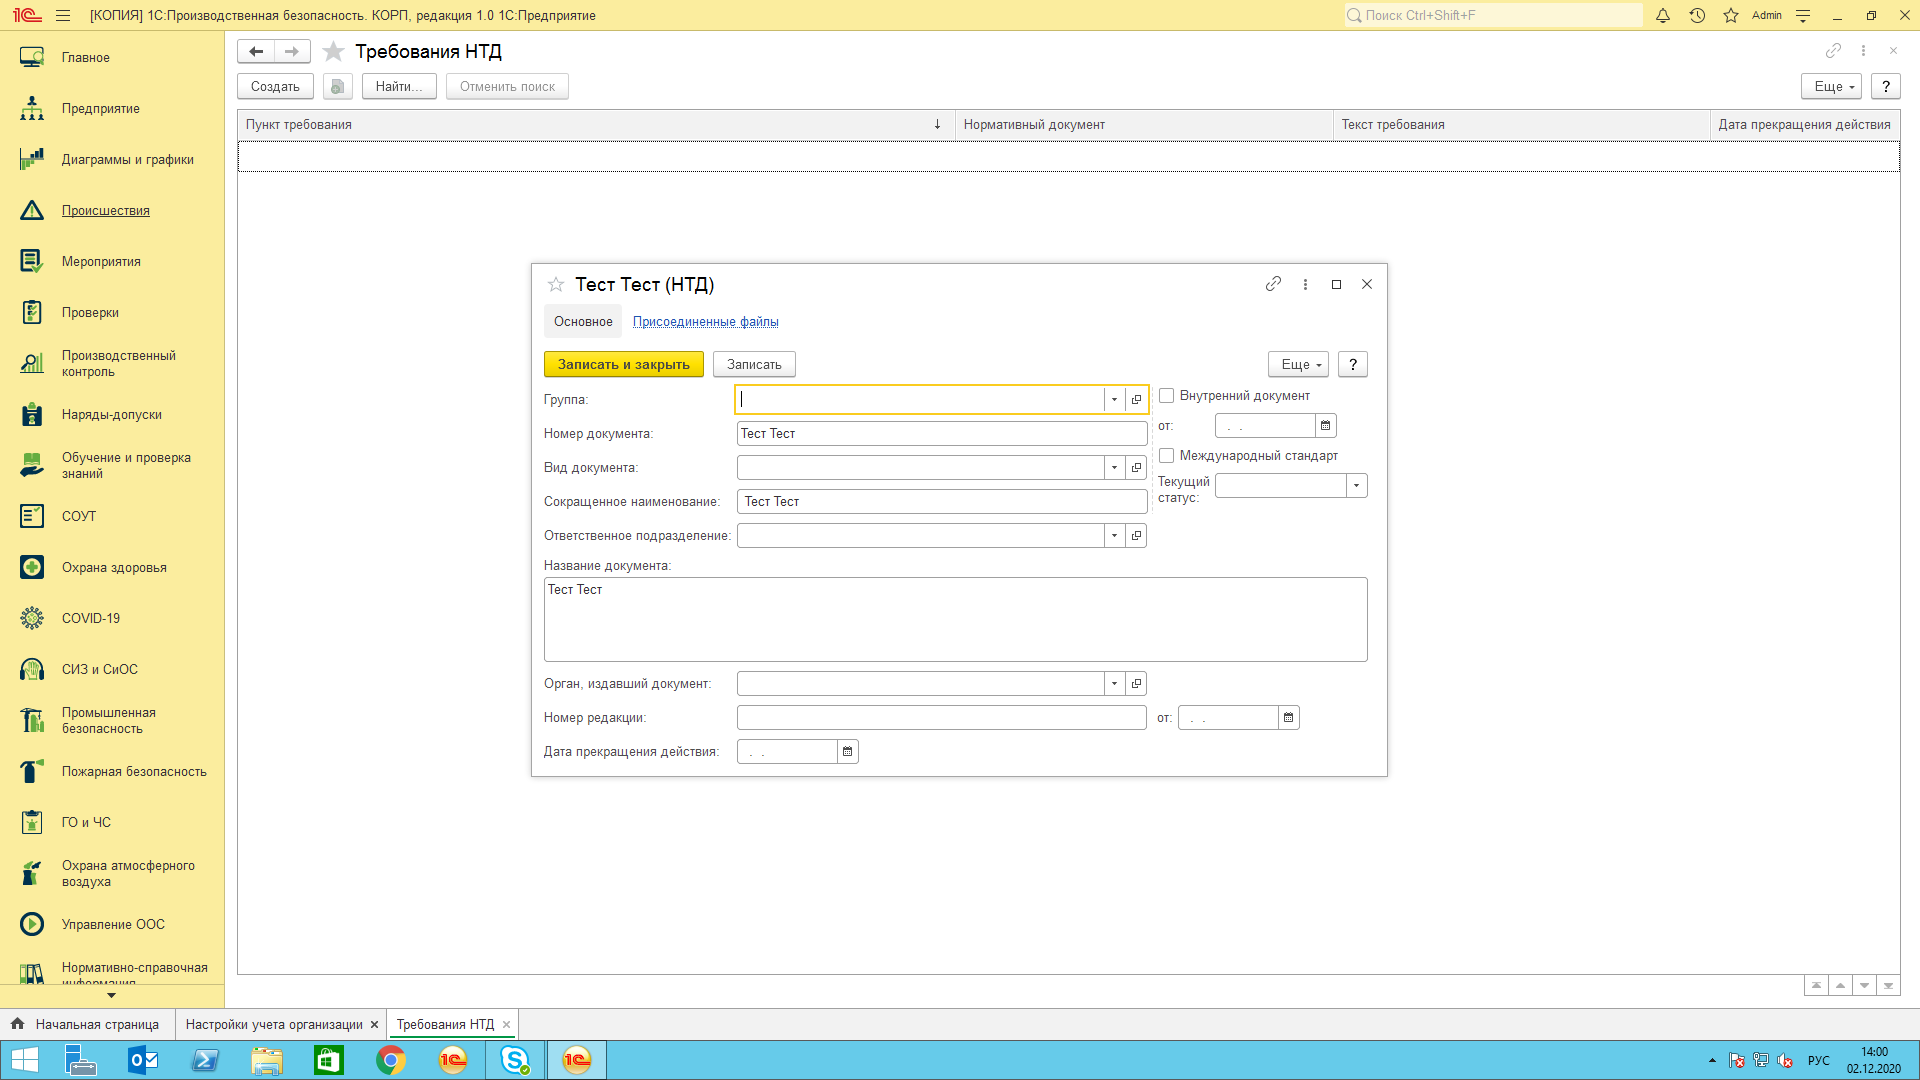 [КОПИЯ] 1С:Производственная безопасность. КОРП, редакция 1.0 1С:Предприятие
Поиск Ctrl+Shift+F
Admin
Главное
Предприятие
Диаграммы и графики
Происшествия
Мероприятия
Проверки
Производственный
контроль
Наряды-допуски
Обучение и проверка
знаний
СОУТ
Охрана здоровья
COVID-19
СИЗ и СиОС
Промышленная
безопасность
Пожарная безопасность
ГО и ЧС
Охрана атмосферного
воздуха
Управление ООС
Нормативно-справочная
информация
Требования НТД
Создать
Найти...
Отменить поиск
Еще
?
Пункт требования
Нормативный документ
Текст требования
Дата прекращения действия
Тест Тест (НТД)
Основное
Присоединенные файлы
Записать и закрыть
Записать
Еще
?
Группа:
Внутренний документ
Номер документа: Тест Тест
от: . .
Вид документа:
Международный стандарт
Сокращенное наименование: Тест Тест
Текущий
статус:
Ответственное подразделение:
Название документа:
Тест Тест
Орган, издавший документ:
Номер редакции:
от: . .
Дата прекращения действия: . .
Начальная страница
Настройки учета организации
Требования НТД
РУС
14:00
02.12.2020